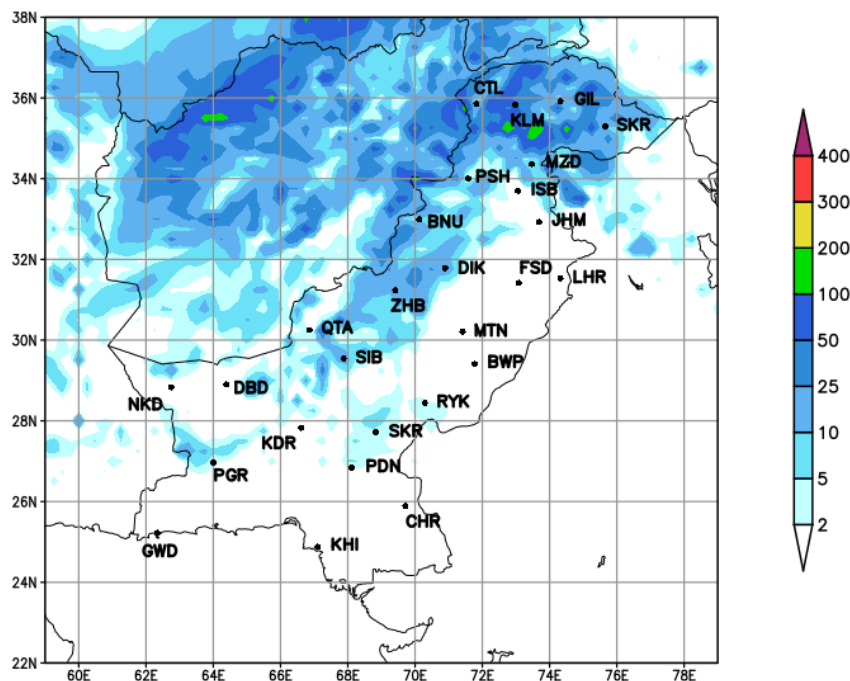 38N
36N
34N
32N
30N
28N
26N
24N
22N
CTL
GIL
KLM
SKR
MZD
PSH
ISB
BNU
JHM
DIK
FSD
LHR
ZHB
QTA
MTN
SIB
BWP
DBD
NKD
RYK
KDR
SKR
PDN
PGR
CHR
GWD
KHI
60E 62E 64E 66E 68E 70E 72E 74E 76E 78E
400
300
200
100
50
25
10
5
2